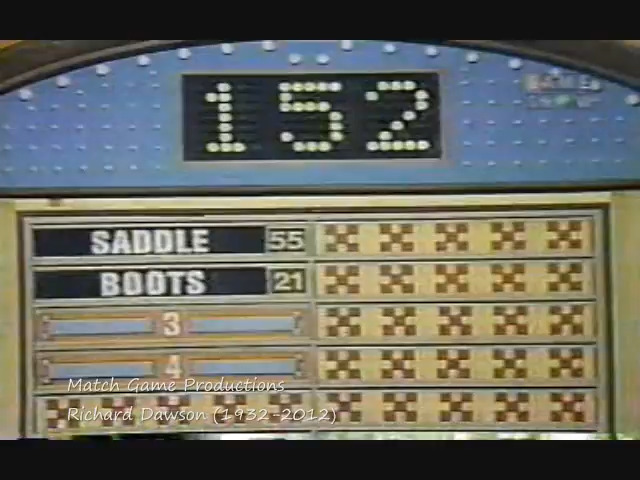 152
SADDLE 55
BOOTS 21
3
4
Match Game Productions
Richard Dawson (1932-2012)